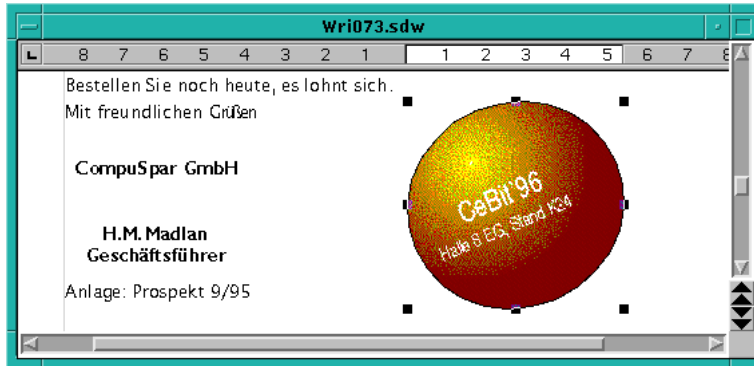 Wri073.sdw
8 7 6 5 4 3 2 1 1 2 3 4 5 6 7 8
Bestellen Sie noch heute, es lohnt sich.
Mit freundlichen Grüßen
CompuSpar GmbH
H.M. Madlan
Geschäftsführer
Anlage: Prospekt 9/95
CeBit'96
Halle 8 EG, Stand K24